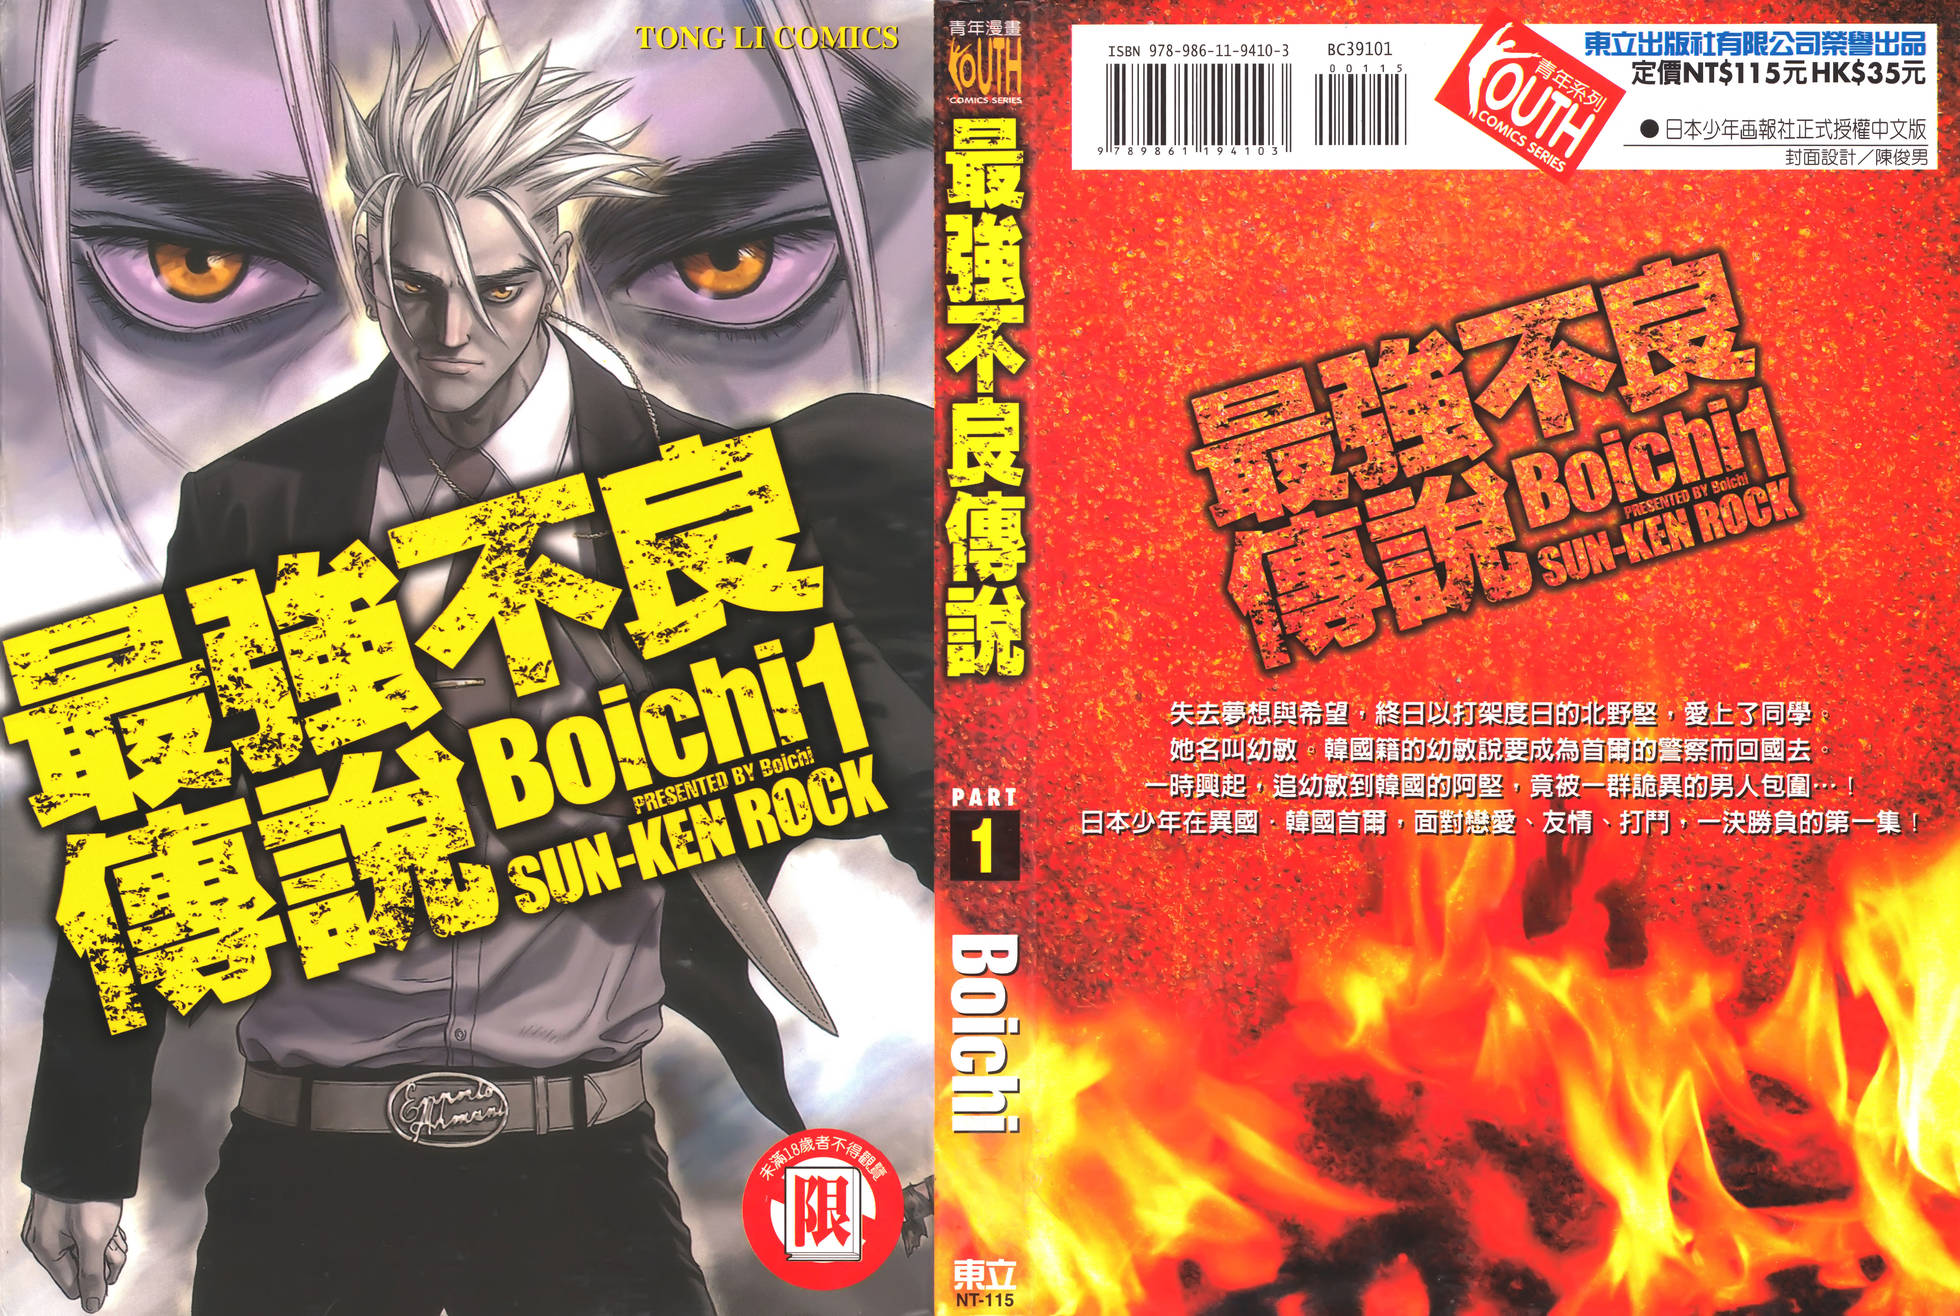 TONG LI COMICS
最強不良
傳說
Boichi 1
PRESENTED BY Boichi
SUN-KEN ROCK
Emporio
Almani
未滿18歲者不得觀覽
限
青年漫畫
YOUTH
COMICS SERIES
最強不良傳說
PART
1
Boichi
東立
NT-115
ISBN 978-986-11-9410-3
BC39101
00115
9789861194103
青年系列
YOUTH
COMICS SERIES
東立出版社有限公司榮譽出品
定價NT$115元 HK$35元
●日本少年画報社正式授權中文版
封面設計／陳俊男
最強不良
傳說
Boichi 1
PRESENTED BY Boichi
SUN-KEN ROCK
失去夢想與希望，終日以打架度日的北野堅，愛上了同學。
她名叫幼敏。韓國籍的幼敏說要成為首爾的警察而回國去。
一時興起，追幼敏到韓國的阿堅，竟被一群詭異的男人包圍…！
日本少年在異國．韓國首爾，面對戀愛、友情、打鬥，一決勝負的第一集！